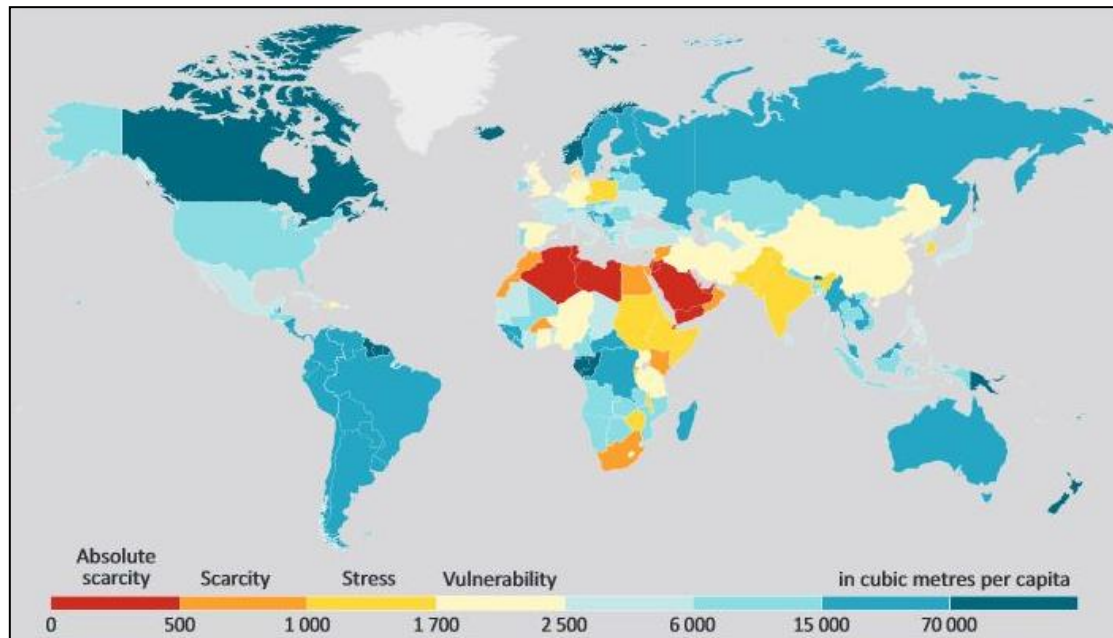 Absolute
scarcity Scarcity Stress Vulnerability in cubic metres per capita
0 500 1 000 1 700 2 500 6 000 15 000 70 000